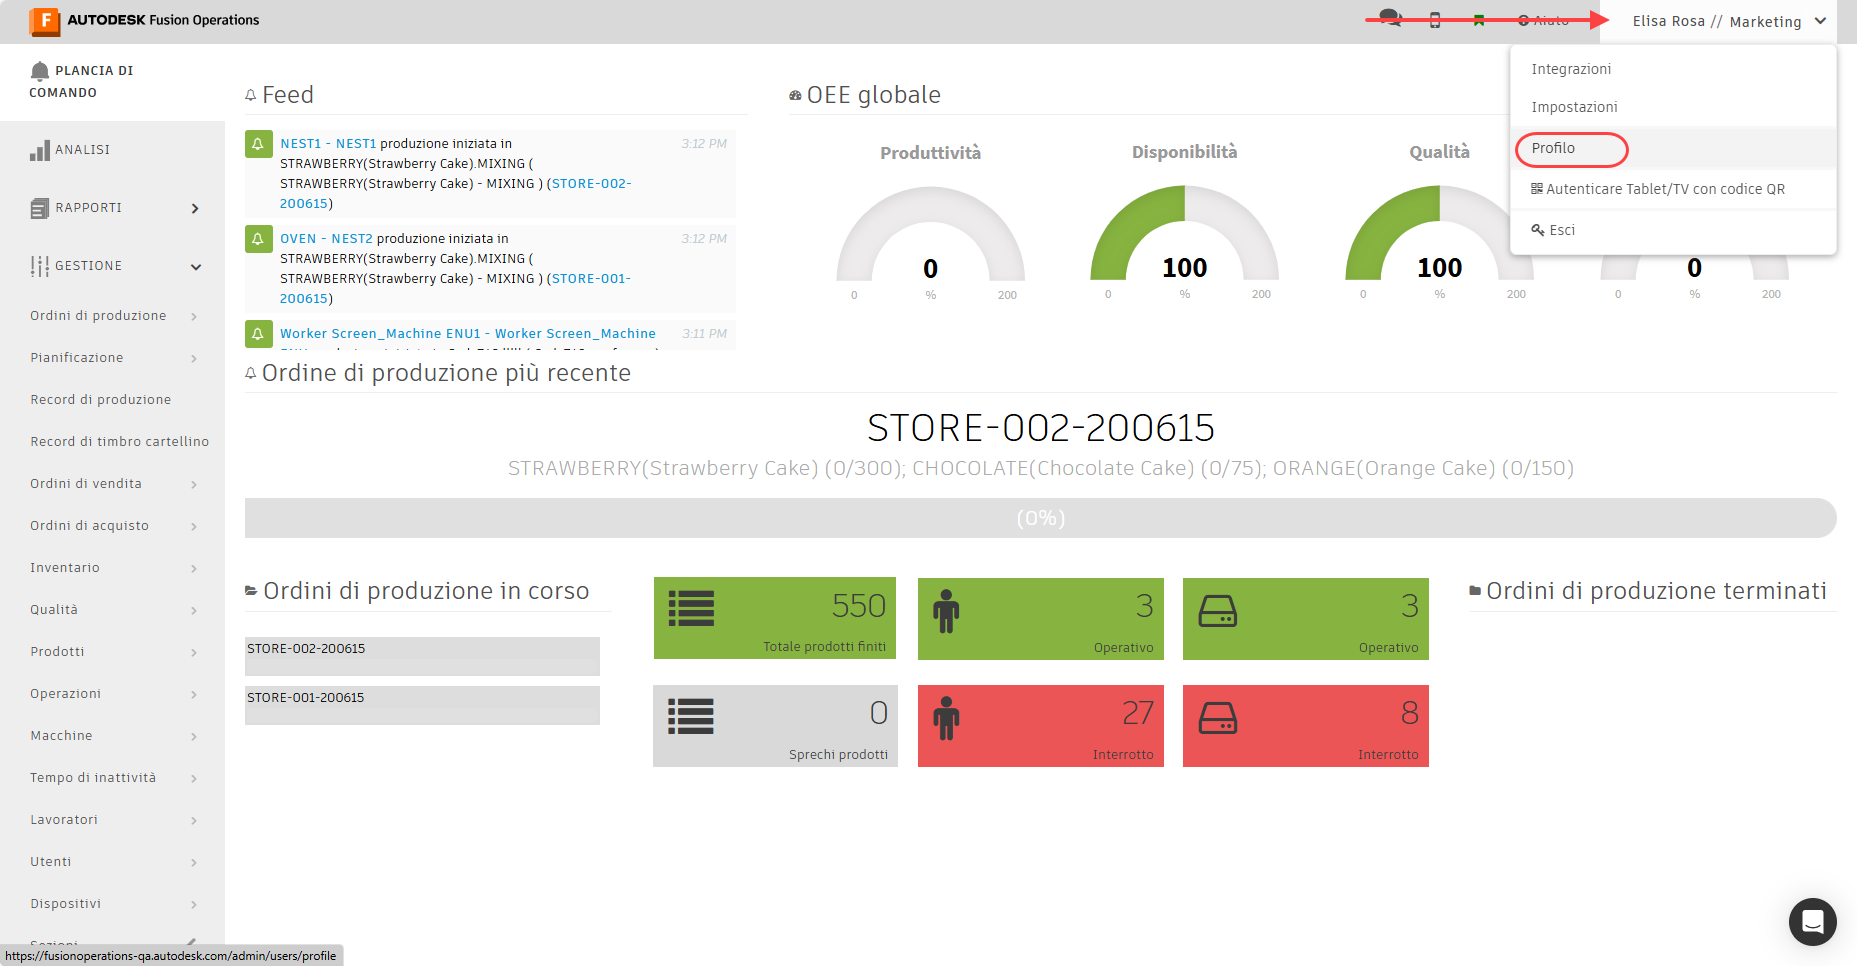 AUTODESK Fusion Operations
Aiuto
Elisa Rosa // Marketing
Integrazioni
Impostazioni
Profilo
Autenticare Tablet/TV con codice QR
Esci
PLANCIA DI
COMANDO
ANALISI
RAPPORTI
GESTIONE
Ordini di produzione
Pianificazione
Record di produzione
Record di timbro cartellino
Ordini di vendita
Ordini di acquisto
Inventario
Qualità
Prodotti
Operazioni
Macchine
Tempo di inattività
Lavoratori
Utenti
Dispositivi
Sezioni
Feed
NEST1 - NEST1 produzione iniziata in 3:12 PM
STRAWBERRY(Strawberry Cake).MIXING (
STRAWBERRY(Strawberry Cake) - MIXING ) (STORE-002-
200615)
OVEN - NEST2 produzione iniziata in 3:12 PM
STRAWBERRY(Strawberry Cake).MIXING (
STRAWBERRY(Strawberry Cake) - MIXING ) (STORE-001-
200615)
Worker Screen_Machine ENU1 - Worker Screen_Machine 3:11 PM
OEE globale
Produttività
0
0 % 200
Disponibilità
100
0 % 200
Qualità
100
0 % 200
0
0 % 200
Ordine di produzione più recente
STORE-002-200615
STRAWBERRY(Strawberry Cake) (0/300); CHOCOLATE(Chocolate Cake) (0/75); ORANGE(Orange Cake) (0/150)
(0%)
Ordini di produzione in corso
STORE-002-200615
STORE-001-200615
550
Totale prodotti finiti
3
Operativo
3
Operativo
0
Sprechi prodotti
27
Interrotto
8
Interrotto
Ordini di produzione terminati
https://fusionoperations-qa.autodesk.com/admin/users/profile